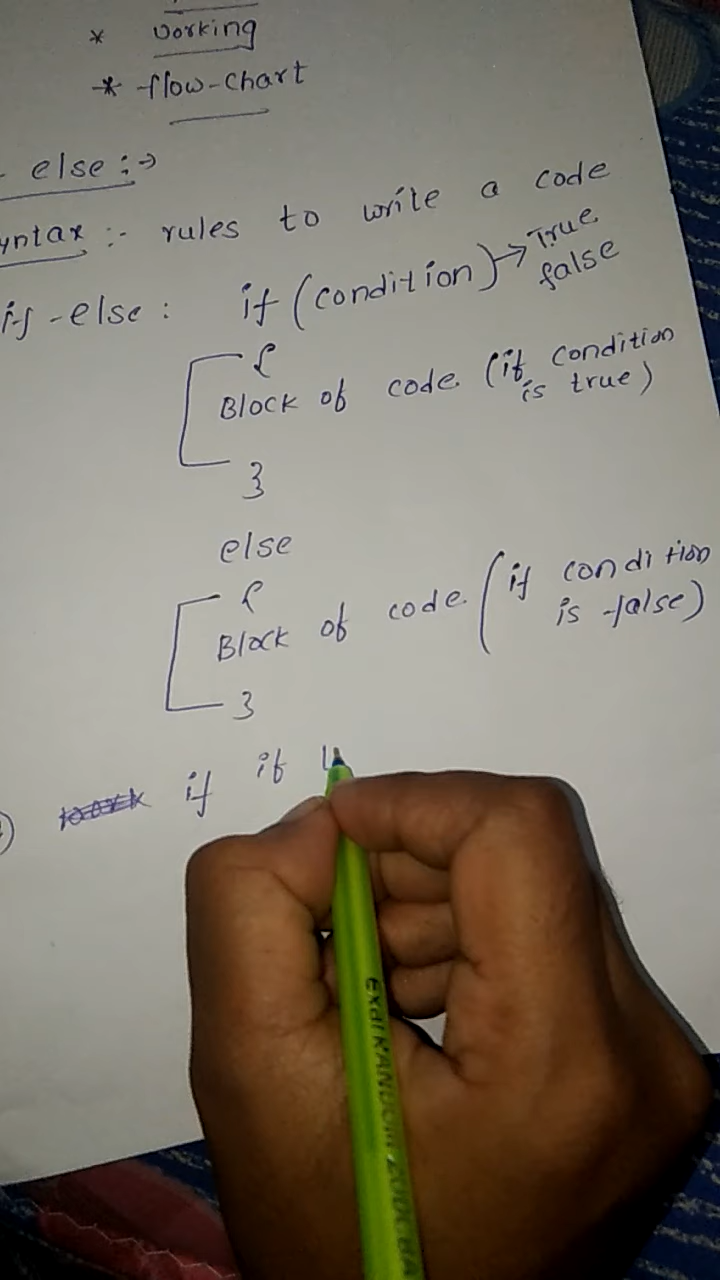 * Working
* flow-chart
- else :→
yntax :- rules to write a code
if-else : if (condition) → True
false
{
Block of code (if condition
is true)
}
else
{
Block of code (if condition
is false)
}
if if